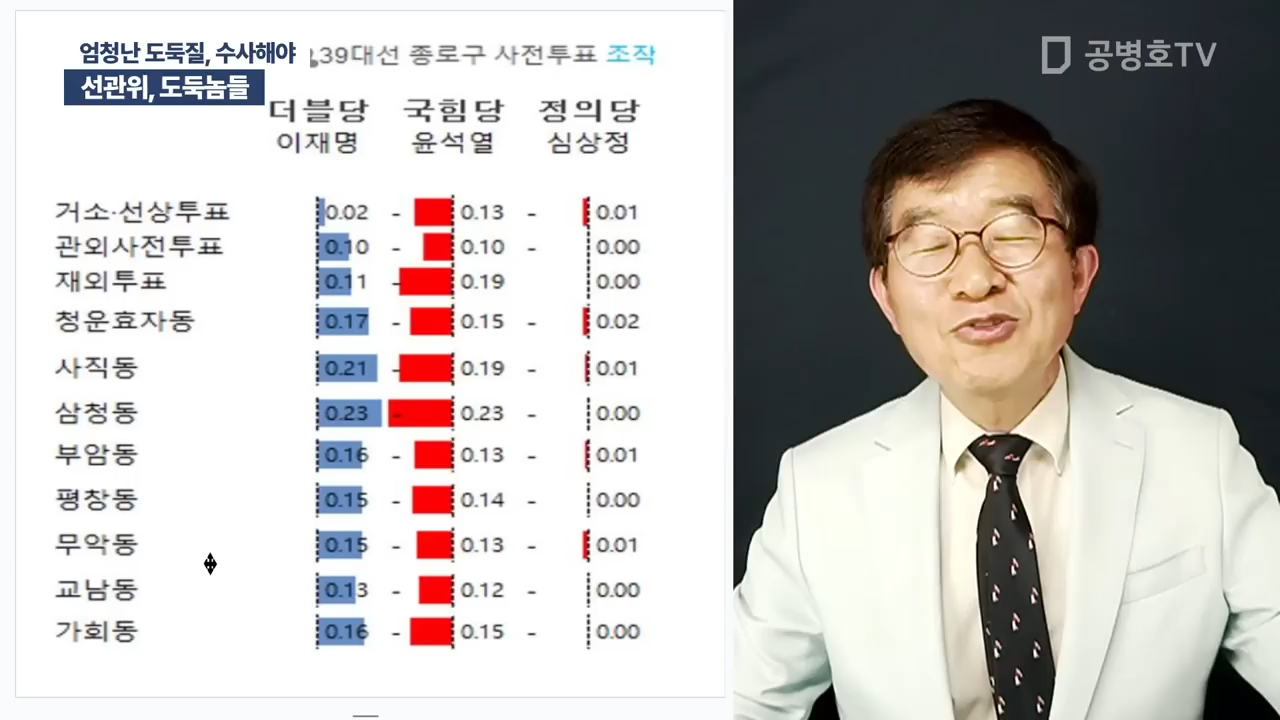 엄청난 도둑질, 수사해야
선관위, 도둑놈들
39대선 종로구 사전투표 조작
공병호TV
더블당 국힘당 정의당
이재명 윤석열 심상정
거소·선상투표 0.02 - 0.13 - 0.01
관외사전투표 0.10 - 0.10 - 0.00
재외투표 0.11 - 0.19 0.00
청운효자동 0.17 - 0.15 - 0.02
사직동 0.21 - 0.19 - 0.01
삼청동 0.23 - 0.23 - 0.00
부암동 0.16 - 0.13 - 0.01
평창동 0.15 - 0.14 - 0.00
무악동 0.15 - 0.13 - 0.01
교남동 0.13 - 0.12 - 0.00
가회동 0.16 - 0.15 - 0.00